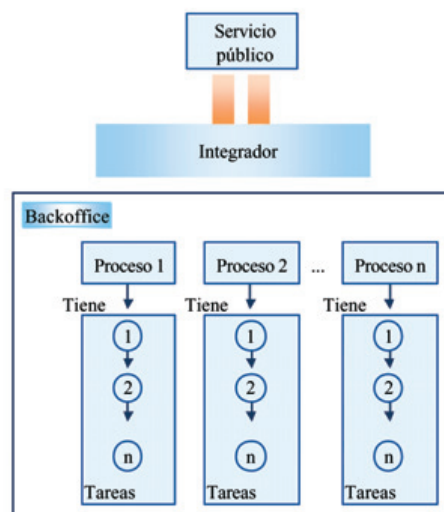 Servicio
público
Integrador
Backoffice
Proceso 1
Proceso 2
...
Proceso n
Tiene
Tiene
Tiene
1
1
1
2
2
2
n
n
n
Tareas
Tareas
Tareas